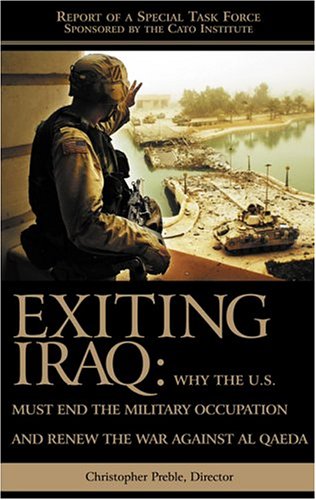 REPORT OF A SPECIAL TASK FORCE
SPONSORED BY THE CATO INSTITUTE
EXITING
IRAQ: WHY THE U.S.
MUST END THE MILITARY OCCUPATION
AND RENEW THE WAR AGAINST AL QAEDA
Christopher Preble, Director